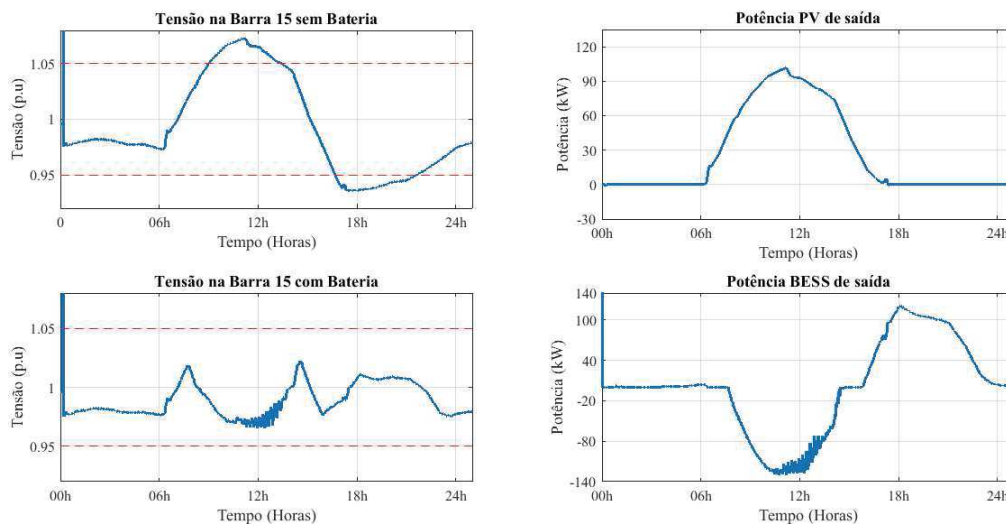 Tensão na Barra 15 sem Bateria
Tensão (p.u)
1.05
1
0.95
0
06h
12h
18h
24h
Tempo (Horas)
Potência PV de saída
Potência (kW)
120
90
60
30
0
-30
00h
06h
12h
18h
24h
Tempo (Horas)
Tensão na Barra 15 com Bateria
Tensão (p.u)
1.05
1
0.95
00h
06h
12h
18h
24h
Tempo (Horas)
Potência BESS de saída
Potência (kW)
140
100
40
-20
-80
-140
00h
06h
12h
18h
24h
Tempo (Horas)